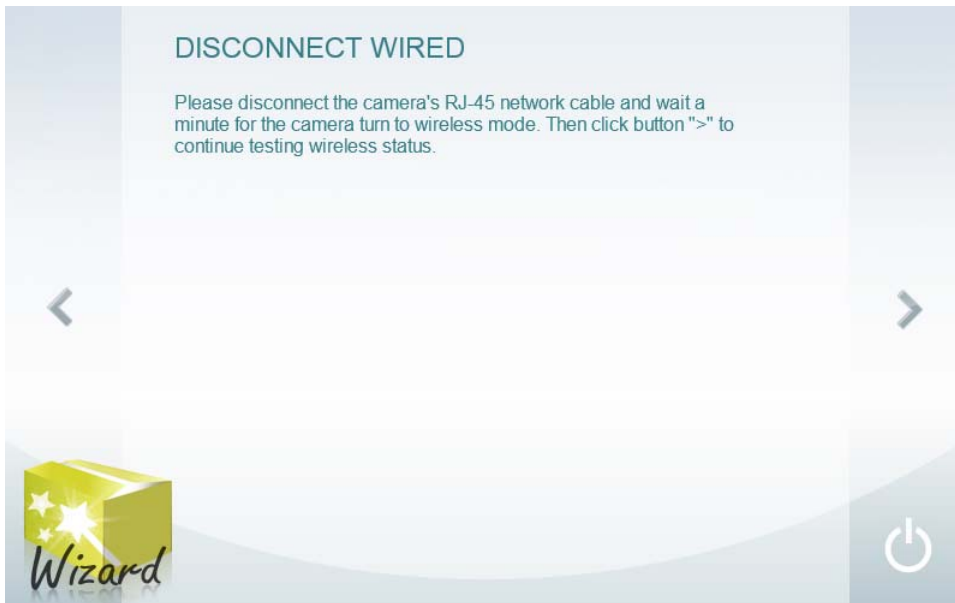 DISCONNECT WIRED
Please disconnect the camera's RJ-45 network cable and wait a
minute for the camera turn to wireless mode. Then click button ">" to
continue testing wireless status.
Wizard